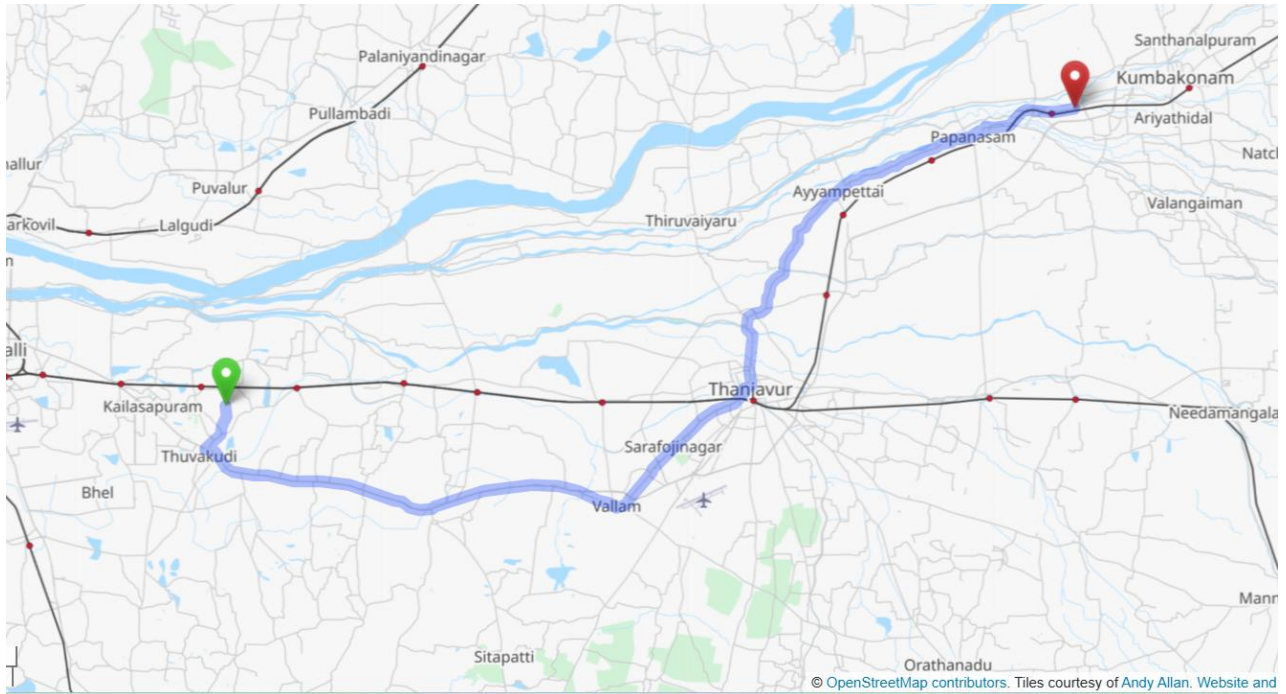 Santhanalpuram
Palaniyandinagar
Kumbakonam
Pullambadi
Ariyathidal
Papanasam
nallur
Natch
Puvalur
Ayyampettai
Valangaiman
arkovil
Lalgudi
Thiruvaiyaru
n
alli
Thanjavur
Kailasapuram
Needamangala
Sarafojinagar
Thuvakudi
Bhel
Vallam
Mann
Sitapatti
Orathanadu
© OpenStreetMap contributors. Tiles courtesy of Andy Allan. Website and